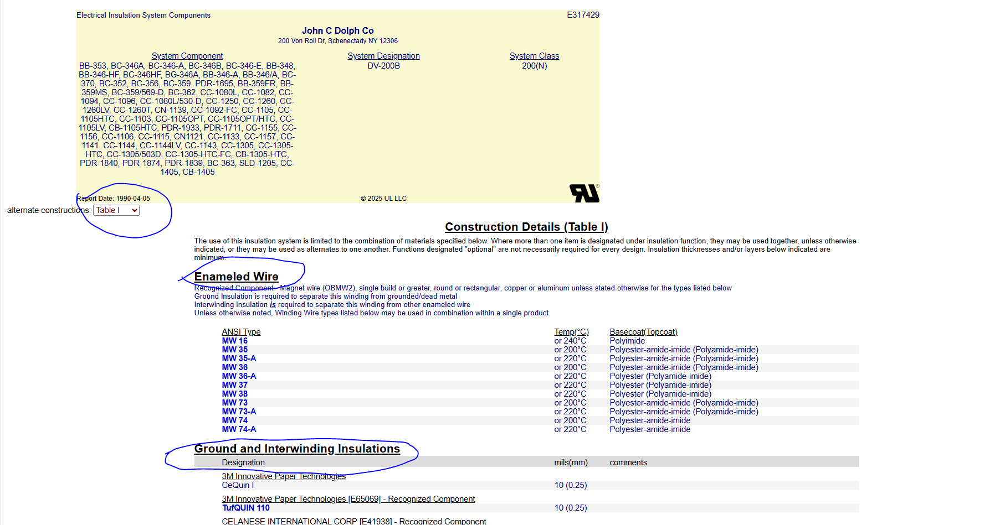 Electrical Insulation System Components E317429
John C Dolph Co
200 Von Roll Dr, Schenectady NY 12306
System Component System Designation System Class
BB-353, BC-346A, BC-346-A, BC-346B, BC-346-E, BB-348, DV-200B 200(N)
BB-346-HF, BC-346HF, BG-346A, BB-346-A, BB-346/A, BC-
370, BC-352, BC-356, BC-359, PDR-1695, BB-359FR, BB-
359MS, BC-359/569-D, BC-362, CC-1080L, CC-1082, CC-
1094, CC-1096, CC-1080L/530-D, CC-1250, CC-1260, CC-
1260LV, CC-1260T, CN-1139, CC-1092-FC, CC-1105, CC-
1105HTC, CC-1103, CC-1105OPT, CC-1105OPT/HTC, CC-
1105LV, CB-1105HTC, PDR-1933, PDR-1711, CC-1155, CC-
1156, CC-1106, CC-1115, CN1121, CC-1133, CC-1157, CC-
1141, CC-1144, CC-1144LV, CC-1143, CC-1305, CC-1305-
HTC, CC-1305/503D, CC-1305-HTC-FC, CB-1305-HTC,
PDR-1840, PDR-1874, PDR-1839, BC-363, SLD-1205, CC-
1405, CB-1405
Report Date: 1990-04-05 © 2025 UL LLC
alternate constructions: Table I
Construction Details (Table I)
The use of this insulation system is limited to the combination of materials specified below. Where more than one item is designated under insulation function, they may be used together, unless otherwise
indicated, or they may be used as alternates to one another. Functions designated "optional" are not necessarily required for every design. Insulation thicknesses and/or layers below indicated are
minimum.
Enameled Wire
Recognized Component - Magnet wire (OBMW2), single build or greater, round or rectangular, copper or aluminum unless stated otherwise for the types listed below
Ground Insulation is required to separate this winding from grounded/dead metal
Interwinding Insulation is required to separate this winding from other enameled wire
Unless otherwise noted, Winding Wire types listed below may be used in combination within a single product
ANSI Type Temp(°C) Basecoat(Topcoat)
MW 16 or 240°C Polyimide
MW 35 or 200°C Polyester-amide-imide (Polyamide-imide)
MW 35-A or 220°C Polyester-amide-imide (Polyamide-imide)
MW 36 or 200°C Polyester-amide-imide (Polyamide-imide)
MW 36-A or 220°C Polyester (Polyamide-imide)
MW 37 or 220°C Polyester (Polyamide-imide)
MW 38 or 220°C Polyester (Polyamide-imide)
MW 73 or 200°C Polyester-amide-imide (Polyamide-imide)
MW 73-A or 220°C Polyester-amide-imide (Polyamide-imide)
MW 74 or 200°C Polyester-amide-imide
MW 74-A or 220°C Polyester-amide-imide
Ground and Interwinding Insulations
Designation mils(mm) comments
3M Innovative Paper Technologies
CeQuin I 10 (0.25)
3M Innovative Paper Technologies [E65069] - Recognized Component
TufQUIN 110 10 (0.25)
CELANESE INTERNATIONAL CORP [E41938] - Recognized Component